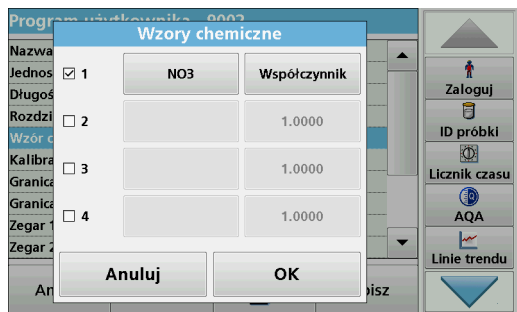 Program użytkownika 9002
Wzory chemiczne
Nazwa
Jednos
Długoś
Rozdzi
Wzór c
Kalibra
Granica
Granica
Zegar 1
Zegar 2
1 NO3 Współczynnik
2 1.0000
3 1.0000
4 1.0000
Anuluj OK
An isz
Zaloguj
ID próbki
Licznik czasu
AQA
Linie trendu